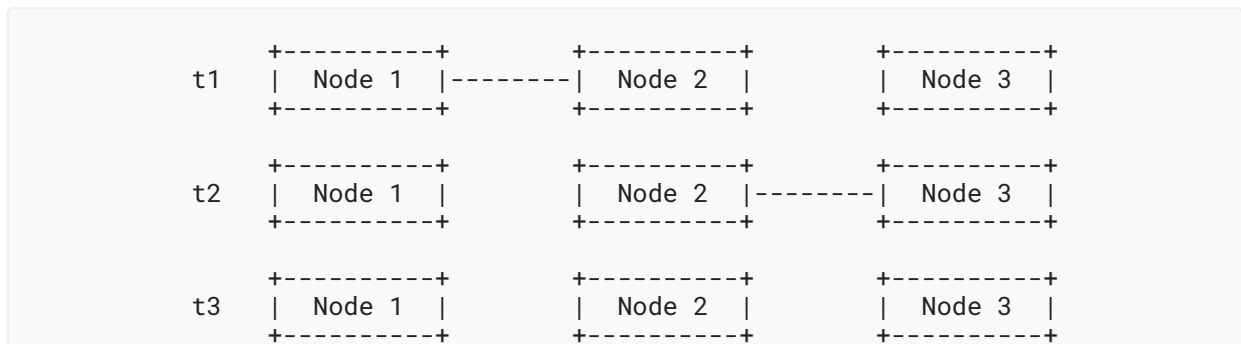 +----------+        +----------+        +----------+
t1   |  Node 1  |--------|  Node 2  |        |  Node 3  |
     +----------+        +----------+        +----------+

     +----------+        +----------+        +----------+
t2   |  Node 1  |        |  Node 2  |--------|  Node 3  |
     +----------+        +----------+        +----------+

     +----------+        +----------+        +----------+
t3   |  Node 1  |        |  Node 2  |        |  Node 3  |
     +----------+        +----------+        +----------+